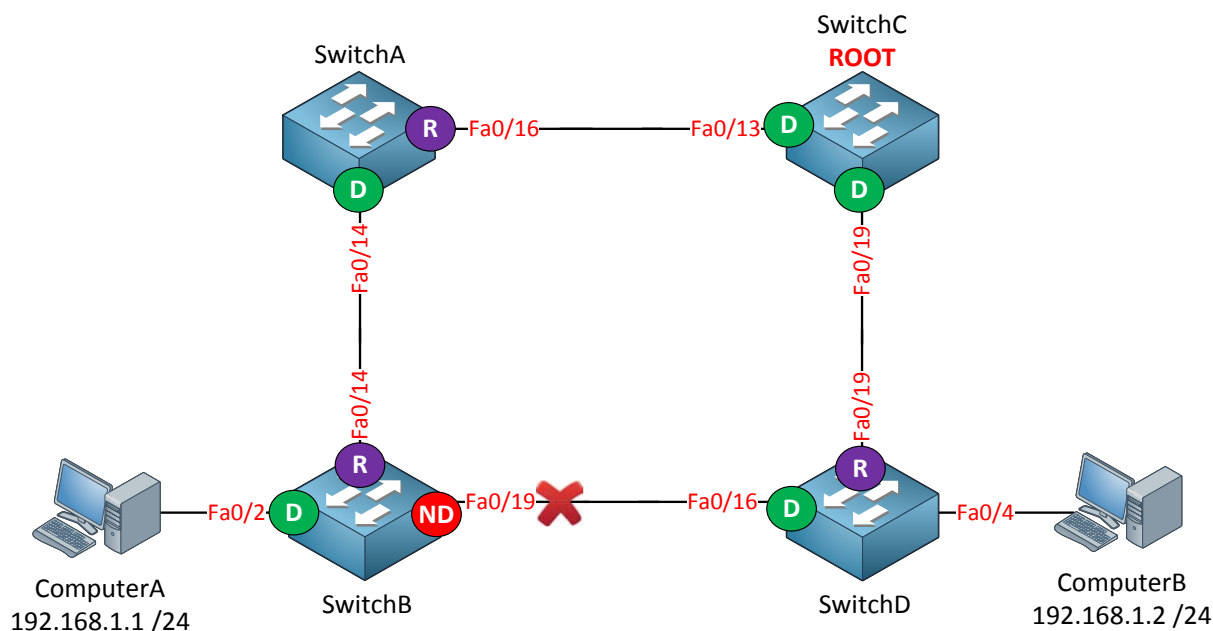 SwitchC
ROOT
SwitchA
R
Fa0/16
Fa0/13
D
D
D
Fa0/14
Fa0/19
Fa0/14
Fa0/19
R
R
Fa0/2
D
ND
Fa0/19
Fa0/16
D
Fa0/4
ComputerA
192.168.1.1 /24
SwitchB
SwitchD
ComputerB
192.168.1.2 /24